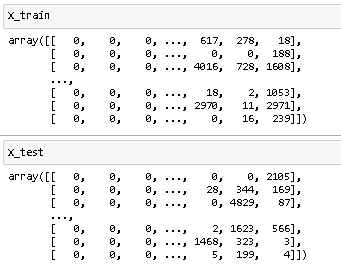 X_train
array([[   0,    0,    0, ...,  617,  278,   18],
       [   0,    0,    0, ...,    0,    0,  188],
       [   0,    0,    0, ..., 4016,  728, 1608],
       ...,
       [   0,    0,    0, ...,   18,    2, 1053],
       [   0,    0,    0, ..., 2970,   11, 2971],
       [   0,    0,    0, ...,    0,   16,  239]])
X_test
array([[   0,    0,    0, ...,    0,    0, 2105],
       [   0,    0,    0, ...,   28,  344,  169],
       [   0,    0,    0, ...,    0, 4829,   87],
       ...,
       [   0,    0,    0, ...,    2, 1623,  566],
       [   0,    0,    0, ..., 1468,  323,    3],
       [   0,    0,    0, ...,    5,  199,    4]])